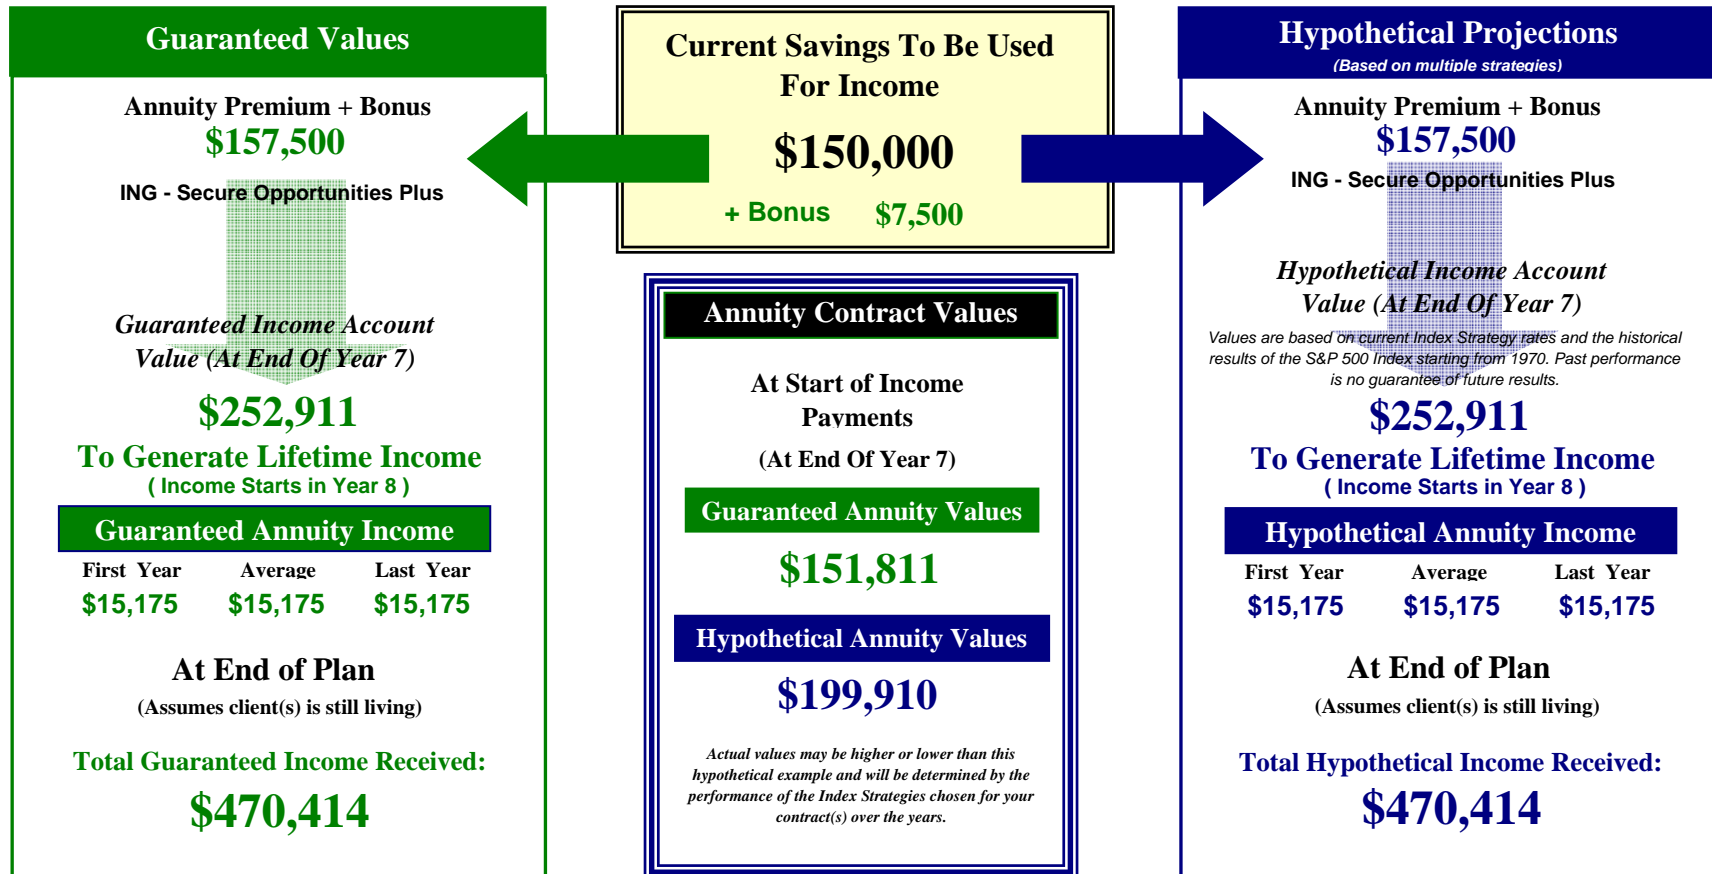 Guaranteed Values
Annuity Premium + Bonus
$157,500
ING - Secure Opportunities Plus
Guaranteed Income Account
Value (At End Of Year 7)
$252,911
To Generate Lifetime Income
( Income Starts in Year 8 )
Guaranteed Annuity Income
First Year Average Last Year
$15,175 $15,175 $15,175
At End of Plan
(Assumes client(s) is still living)
Total Guaranteed Income Received:
$470,414
Current Savings To Be Used
For Income
$150,000
+ Bonus $7,500
Annuity Contract Values
At Start of Income
Payments
(At End Of Year 7)
Guaranteed Annuity Values
$151,811
Hypothetical Annuity Values
$199,910
Actual values may be higher or lower than this
hypothetical example and will be determined by the
performance of the Index Strategies chosen for your
contract(s) over the years.
Hypothetical Projections
(Based on multiple strategies)
Annuity Premium + Bonus
$157,500
ING - Secure Opportunities Plus
Hypothetical Income Account
Value (At End Of Year 7)
Values are based on current Index Strategy rates and the historical
results of the S&P 500 Index starting from 1970. Past performance
is no guarantee of future results.
$252,911
To Generate Lifetime Income
( Income Starts in Year 8 )
Hypothetical Annuity Income
First Year Average Last Year
$15,175 $15,175 $15,175
At End of Plan
(Assumes client(s) is still living)
Total Hypothetical Income Received:
$470,414